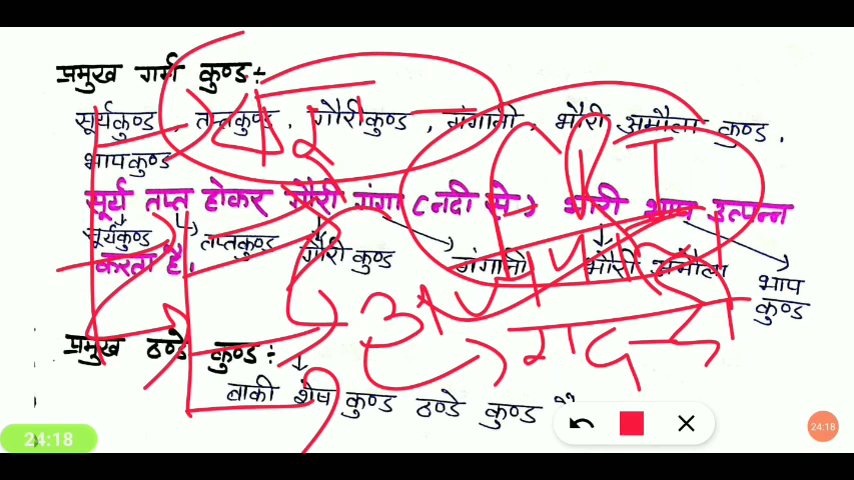 प्रमुख गर्म कुण्ड:-
सूर्यकुण्ड, तप्तकुण्ड, गौरीकुण्ड, गंगानी, भौरी अमौला कुण्ड,
भापकुण्ड
सूर्य तप्त होकर गौरी गंगा (नदी से) भौरी भाप उत्पन्न
सूर्यकुण्ड तप्तकुण्ड गौरी कुण्ड गंगानी भौरी अमौला भाप
कुण्ड
करता है।
प्रमुख ठण्डे कुण्ड:-
बाकी शेष कुण्ड ठण्डे कुण्ड
24:18
24:18